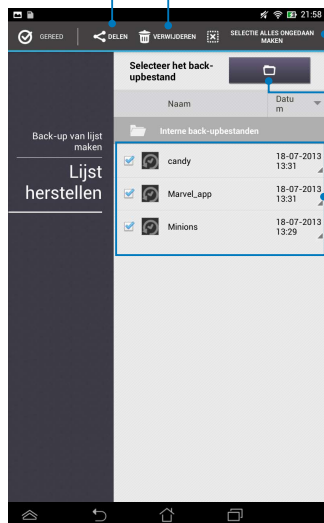 21:58
GEREED DELEN VERWIJDEREN SELECTIE ALLES ONGEDAAN
MAKEN
Back-up van lijst
maken
Lijst
herstellen
Selecteer het back-
upbestand
Naam Datu
m
Interne back-upbestanden
candy 18-07-2013
13:31
Marvel_app 18-07-2013
13:31
Minions 18-07-2013
13:29